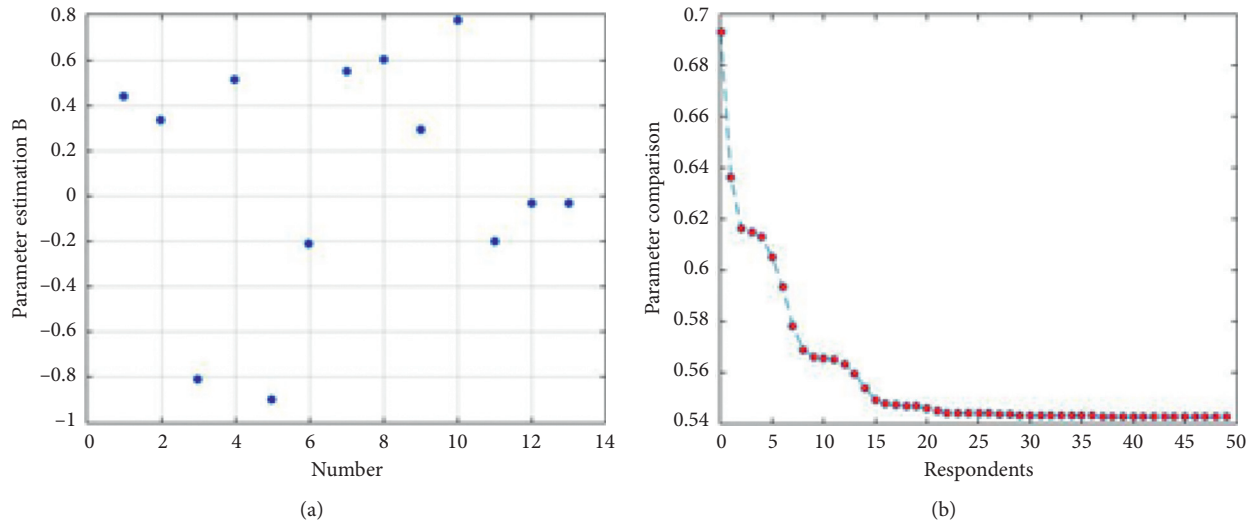 0.8
0.6
0.4
0.2
0
–0.2
–0.4
–0.6
–0.8
–1
Parameter estimation B
0 2 4 6 8 10 12 14
Number
(a)
0.7
0.68
0.66
0.64
0.62
0.6
0.58
0.56
0.54
Parameter comparison
0 5 10 15 20 25 30 35 40 45 50
Respondents
(b)